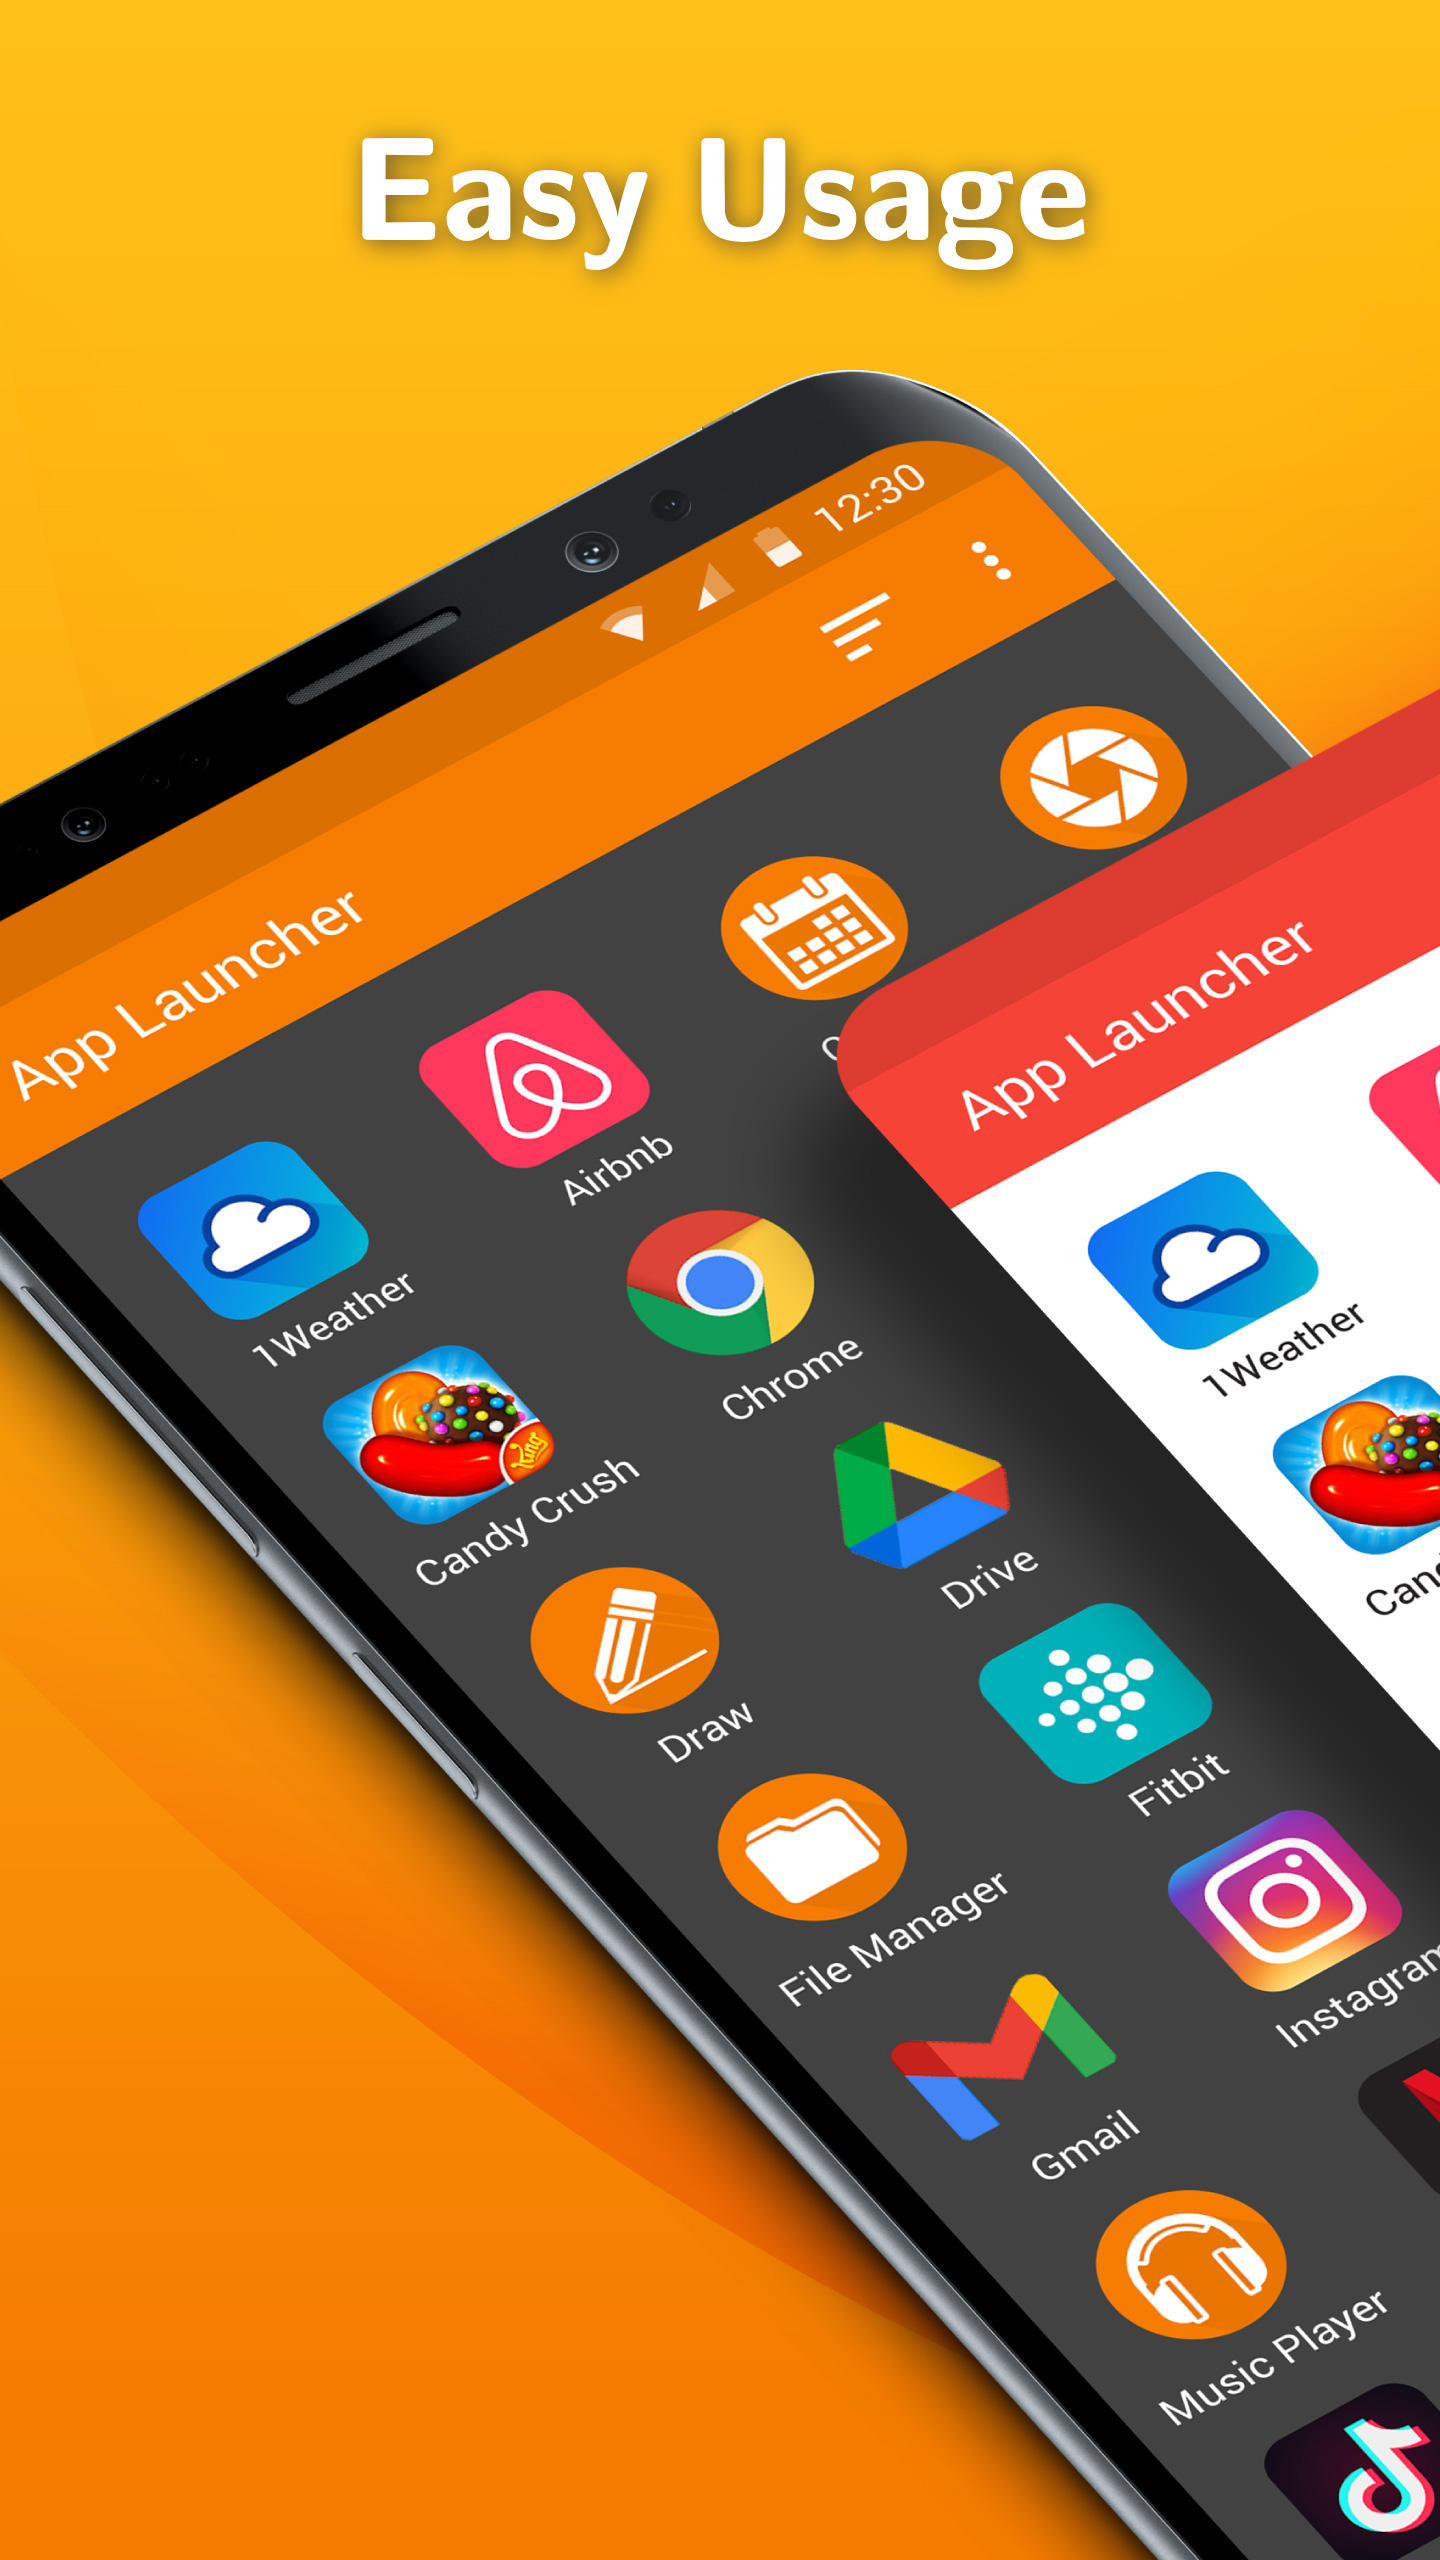 Easy Usage
12:30
App Launcher
1Weather
Airbnb
Candy Crush
King
Chrome
Draw
Drive
File Manager
Fitbit
Gmail
Instagram
Music Player
App Launcher
1Weather